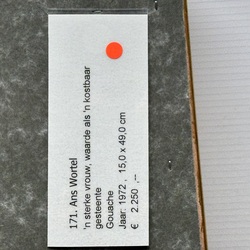 171. Ans Wortel
'n sterke vrouw, waarde als 'n kostbaar
gesteente
Gouache
Jaar: 1972 , 15,0 x 49,0 cm
€ 2.250 ,--